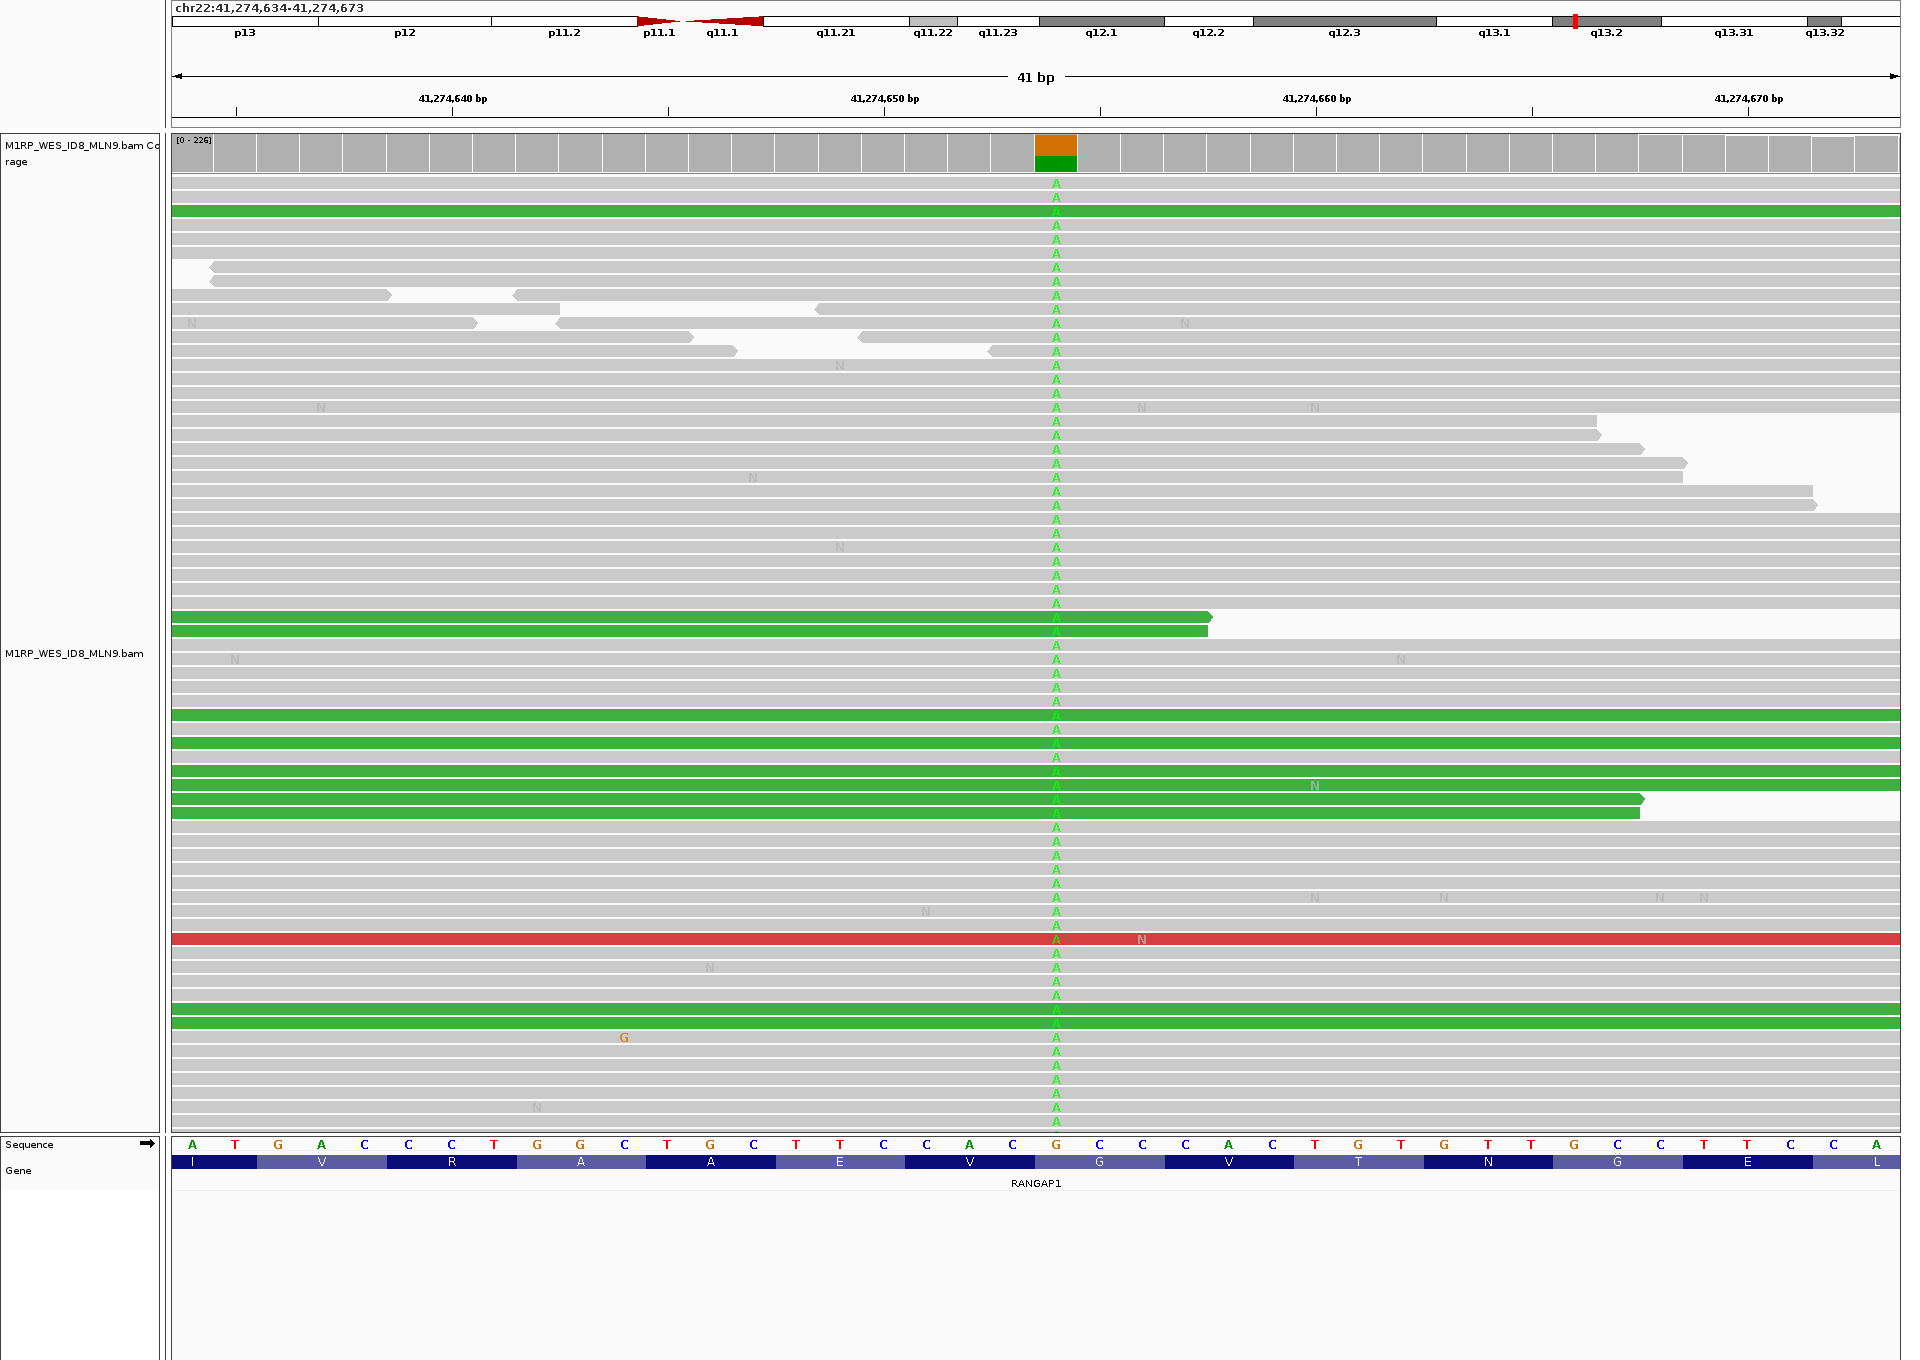 chr22:41,274,634-41,274,673
p13 p12 p11.2 p11.1 q11.1 q11.21 q11.22 q11.23 q12.1 q12.2 q12.3 q13.1 q13.2 q13.31 q13.32
41 bp
41,274,640 bp 41,274,650 bp 41,274,660 bp 41,274,670 bp
M1RP_WES_ID8_MLN9.bam Co
rage
[0 - 226]
A
A
A
A
A
A
A
A
A
A
N A N
A
A
N A
A
A
N A N N
A
A
A
A
N A
A
A
A
A
N A
A
A
A
A
A
A
A
N A N
A
A
A
A
A
A
A
A
A N
A
A
A
A
A
A
A
A N N N N
N A
A
A N
A
N A
A
A
A
A
G A
A
A
A
A
N A
A
M1RP_WES_ID8_MLN9.bam
Sequence A T G A C C C T G G C T G C T T C C A C G C C C A C T G T G T T G C C T T C C A
Gene I V R A A E V G V T N G E L
RANGAP1